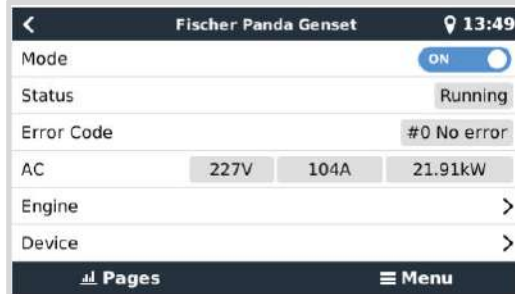 Fischer Panda Genset 13:49
Mode ON
Status Running
Error Code #0 No error
AC 227V 104A 21.91kW
Engine
Device
Pages Menu